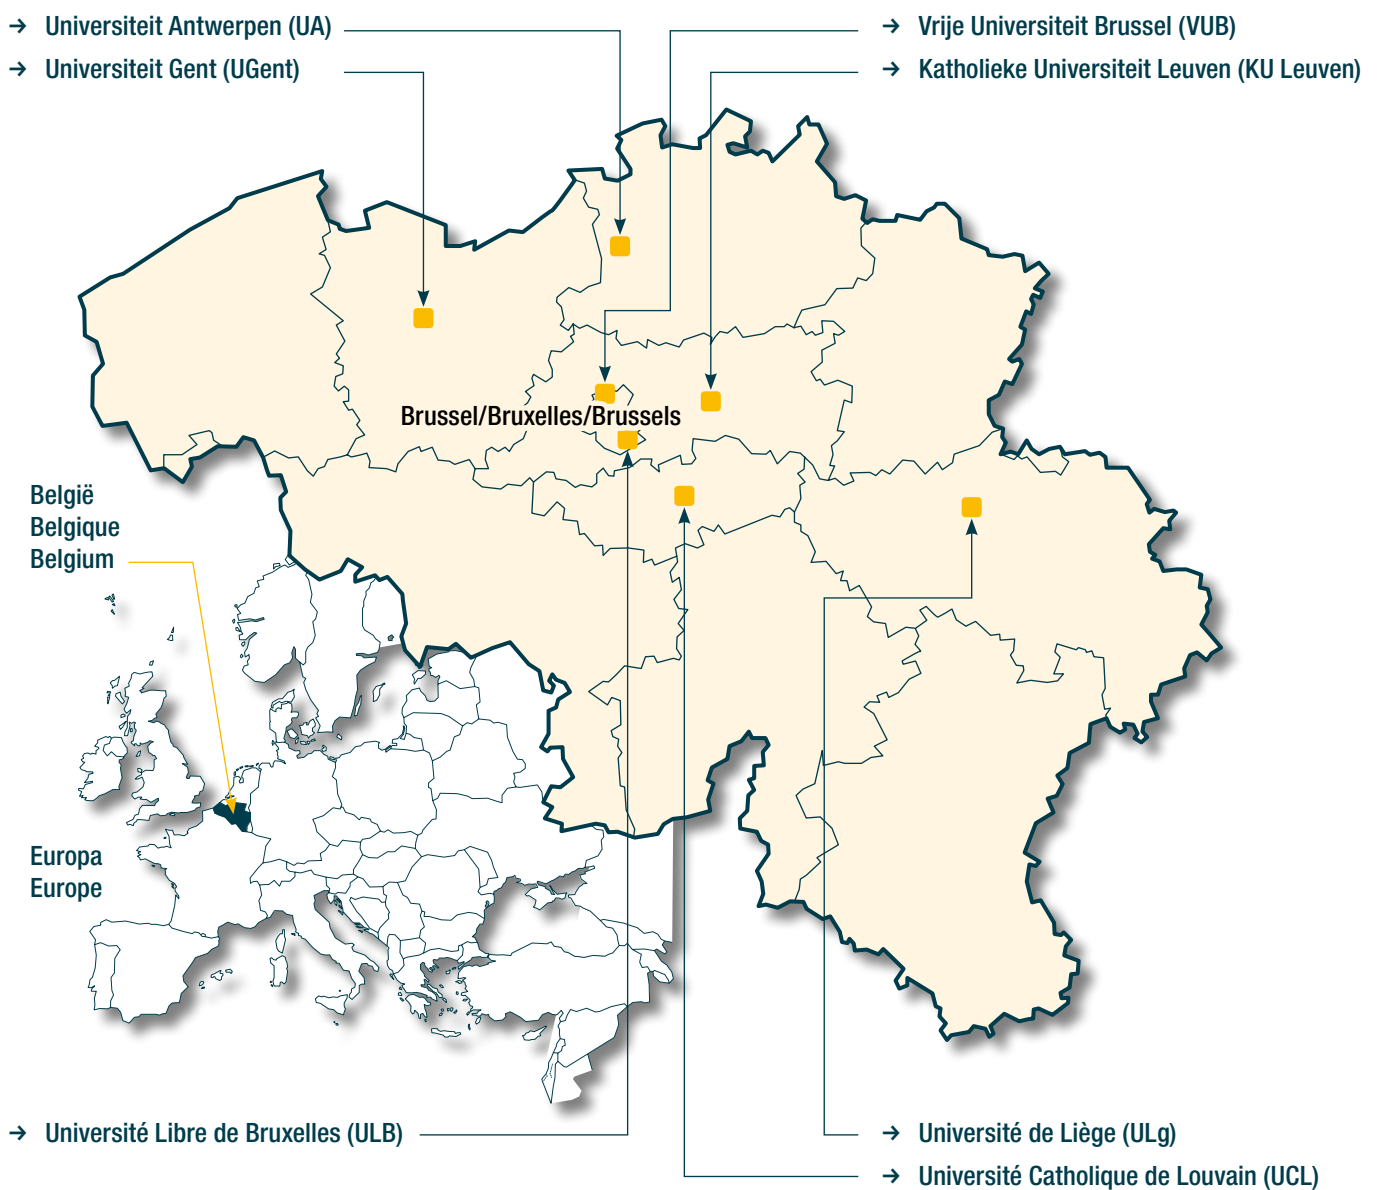 → Universiteit Antwerpen (UA)
→ Universiteit Gent (UGent)
→ Vrije Universiteit Brussel (VUB)
→ Katholieke Universiteit Leuven (KU Leuven)
Brussel/Bruxelles/Brussels
België
Belgique
Belgium
Europa
Europe
→ Université Libre de Bruxelles (ULB)
→ Université de Liège (ULg)
→ Université Catholique de Louvain (UCL)